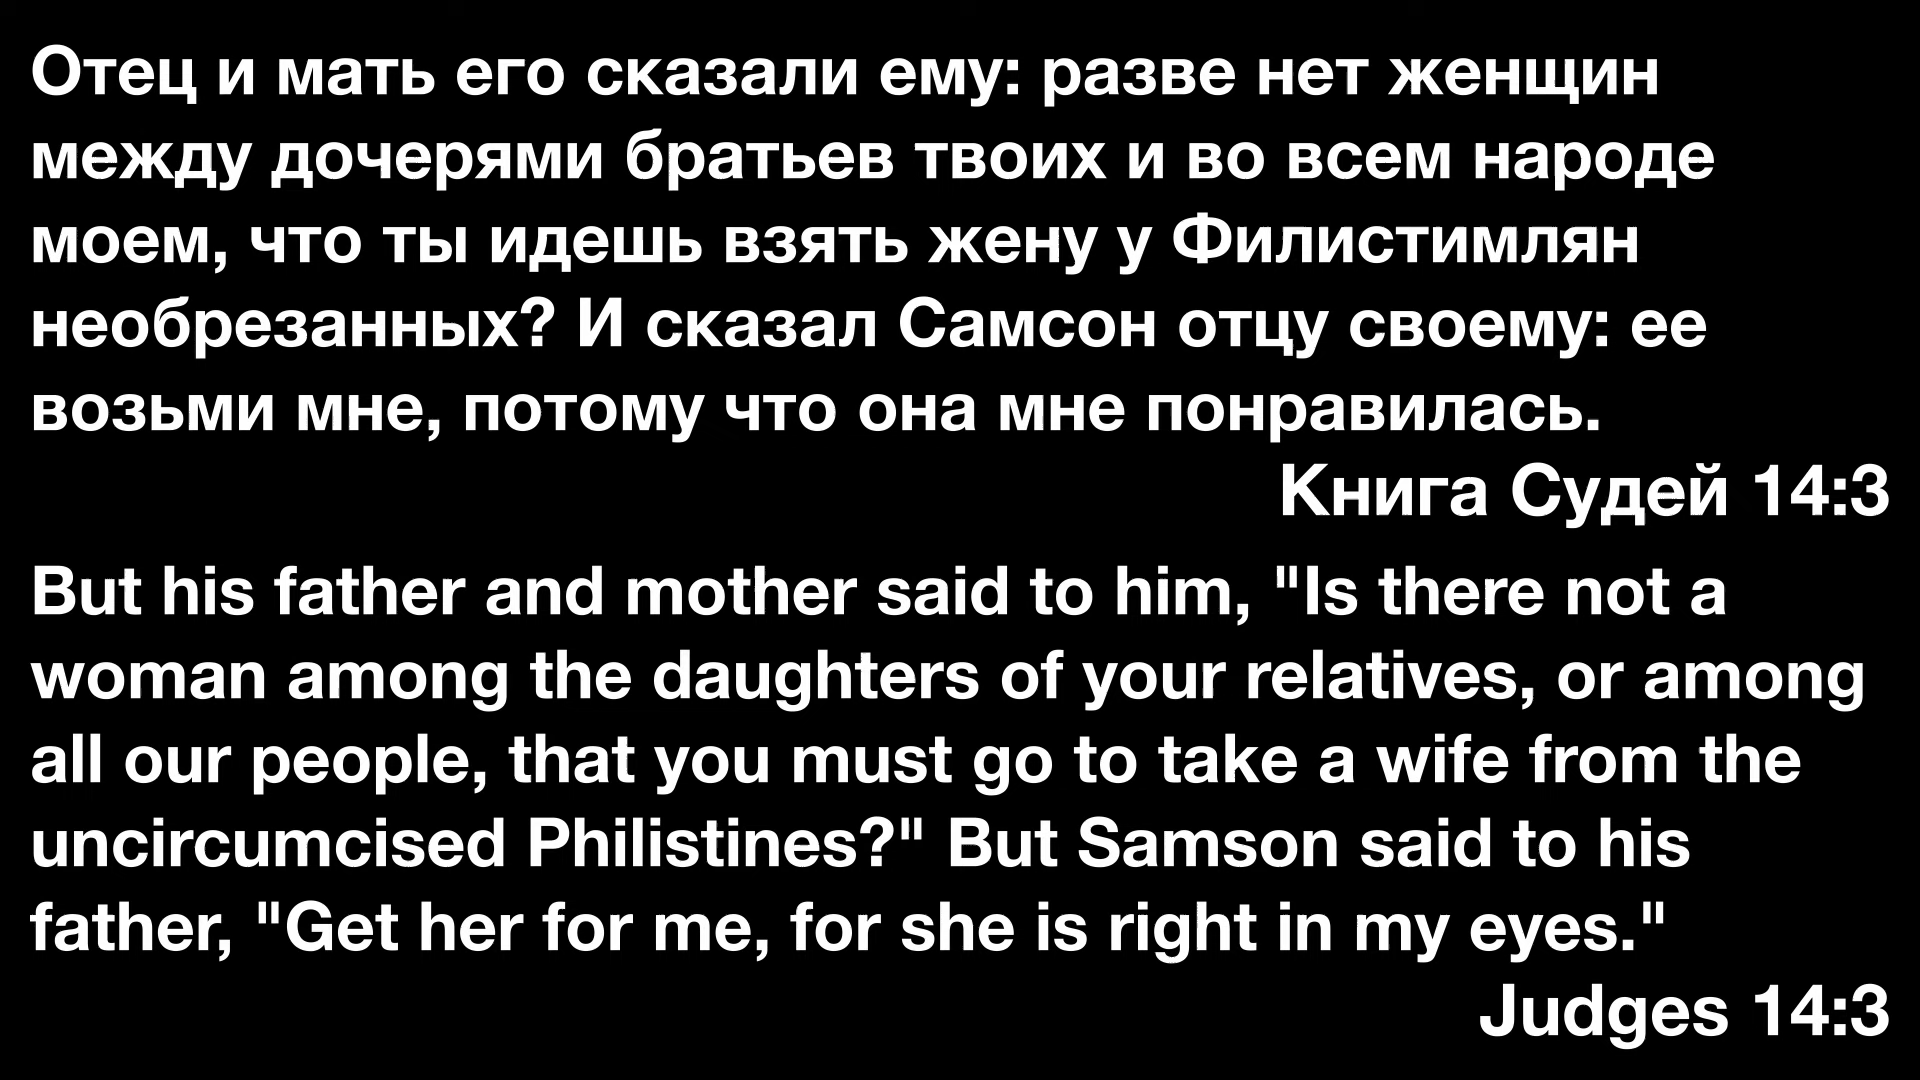 Отец и мать его сказали ему: разве нет женщин
между дочерями братьев твоих и во всем народе
моем, что ты идешь взять жену у Филистимлян
необрезанных? И сказал Самсон отцу своему: ее
возьми мне, потому что она мне понравилась.
Книга Судей 14:3
But his father and mother said to him, "Is there not a
woman among the daughters of your relatives, or among
all our people, that you must go to take a wife from the
uncircumcised Philistines?" But Samson said to his
father, "Get her for me, for she is right in my eyes."
Judges 14:3